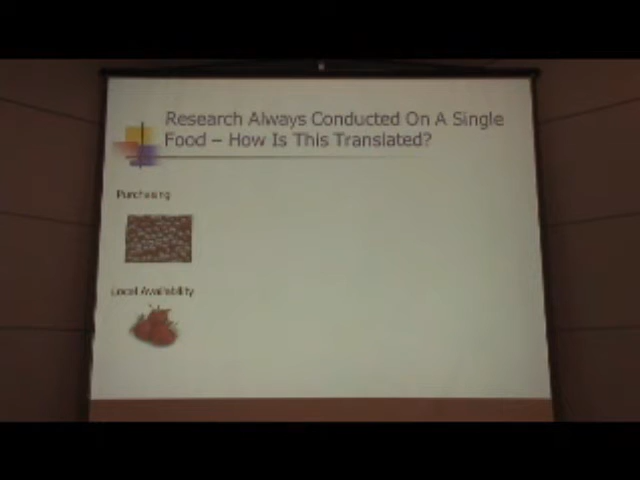 Research Always Conducted On A Single
Food – How Is This Translated?
Purchasing
Local Availability